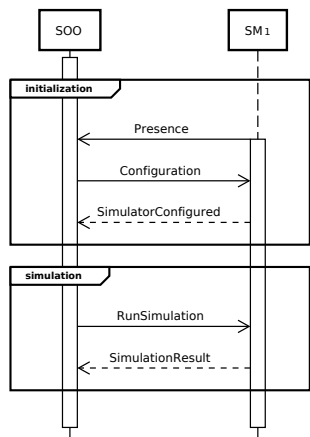 SOO SM1
initialization
Presence
Configuration
SimulatorConfigured
simulation
RunSimulation
SimulationResult